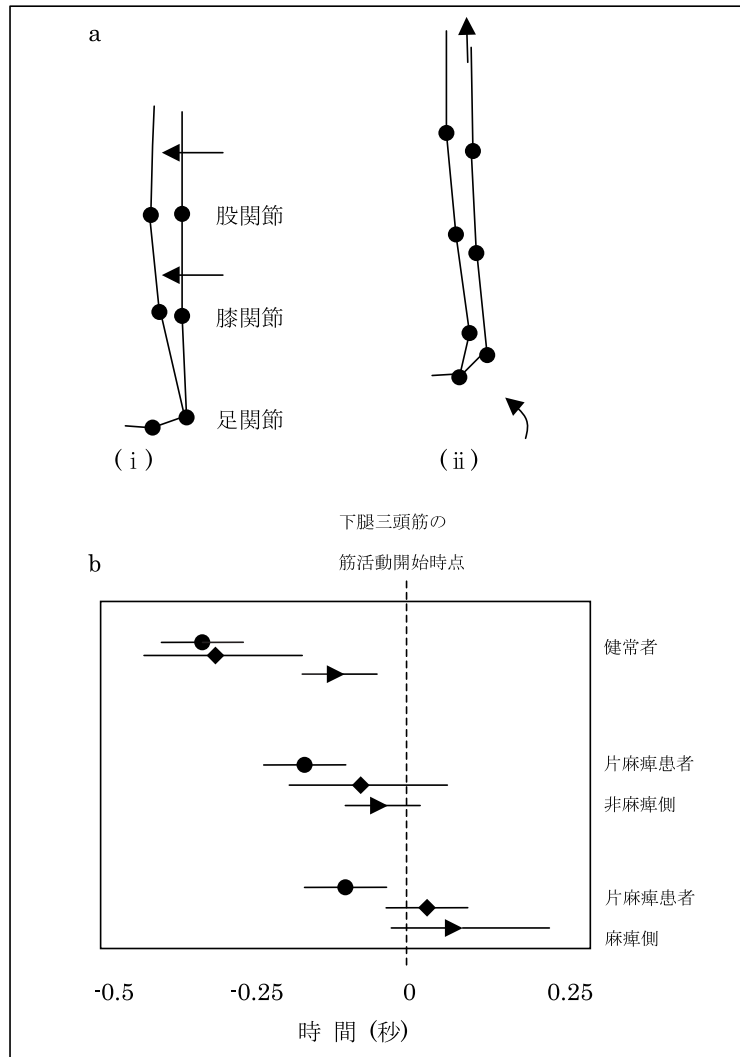 a
股関節
膝関節
足関節
(ⅰ)
(ⅱ)
下腿三頭筋の
筋活動開始時点
b
健常者
片麻痺患者
非麻痺側
片麻痺患者
麻痺側
-0.5 -0.25 0 0.25
時 間 (秒)